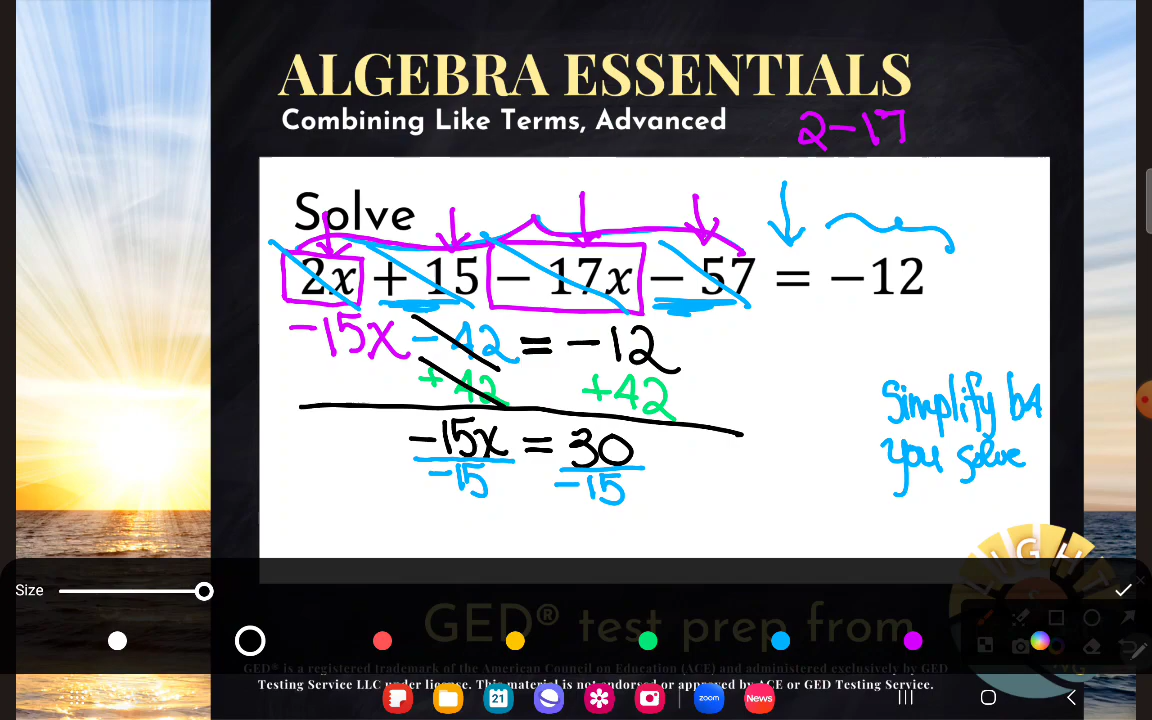 ALGEBRA ESSENTIALS
Combining Like Terms, Advanced
2-17
Solve
2x + 15 − 17x − 57 = −12
-15x - 42 = -12
+42 +42
-15x = 30
-15 -15
Simplify b4
you solve
IGHT
Size
GED® test prep from
GED® is a registered trademark of the American Council on Education (ACE) and administered exclusively by GED
Testing Service LLC under license. This material is not endorsed or approved by ACE or GED Testing Service.
21
zoom
News